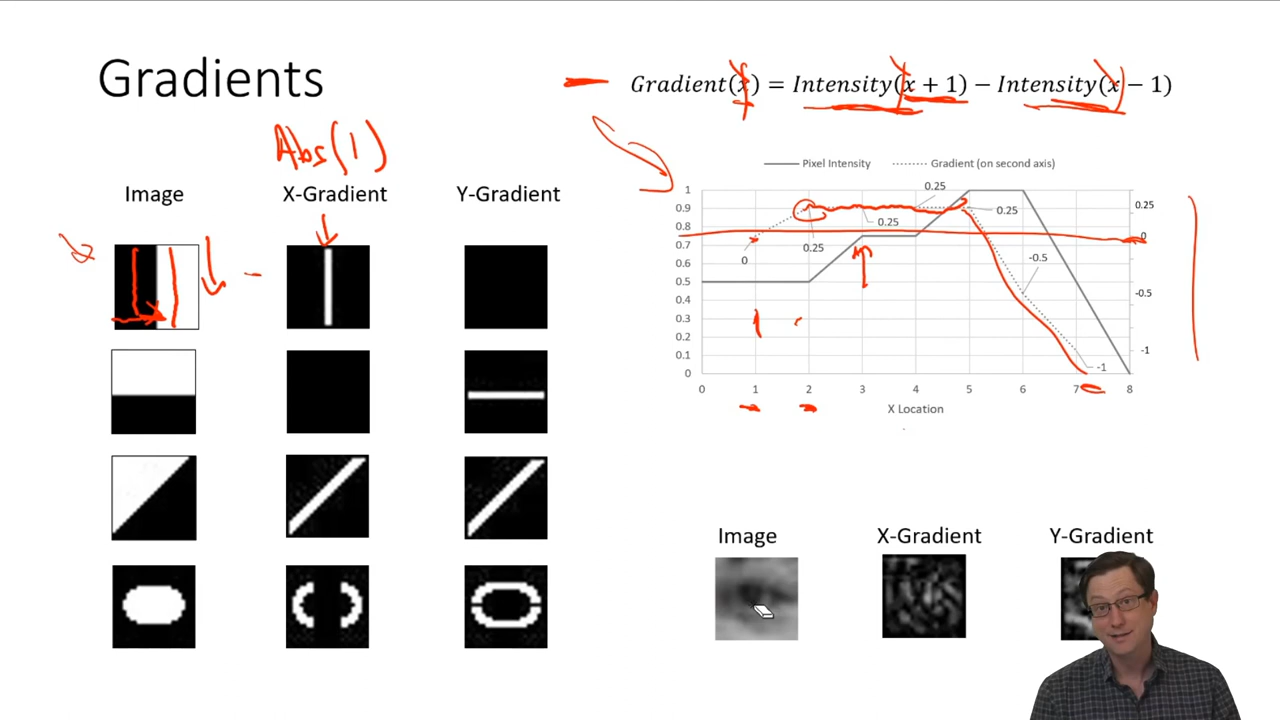 Gradients
Gradient(x) = Intensity(x + 1) − Intensity(x − 1)
Abs(1)
Image
X-Gradient
Y-Gradient
Pixel Intensity
Gradient (on second axis)
1
0.9
0.8
0.7
0.6
0.5
0.4
0.3
0.2
0.1
0
0
0.25
0.25
0.25
0.25
-0.5
-1
0.25
0
-0.5
-1
0 1 2 3 4 5 6 7 8
X Location
Image
X-Gradient
Y-Gradient